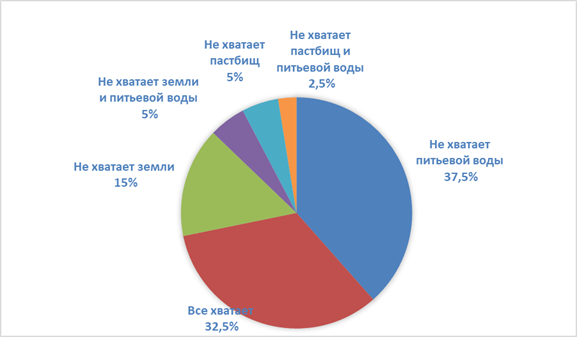 Не хватает
пастбищ и
питьевой воды
2,5%
Не хватает
пастбищ
5%
Не хватает земли
и питьевой воды
5%
Не хватает
питьевой воды
37,5%
Не хватает земли
15%
Все хватает
32,5%